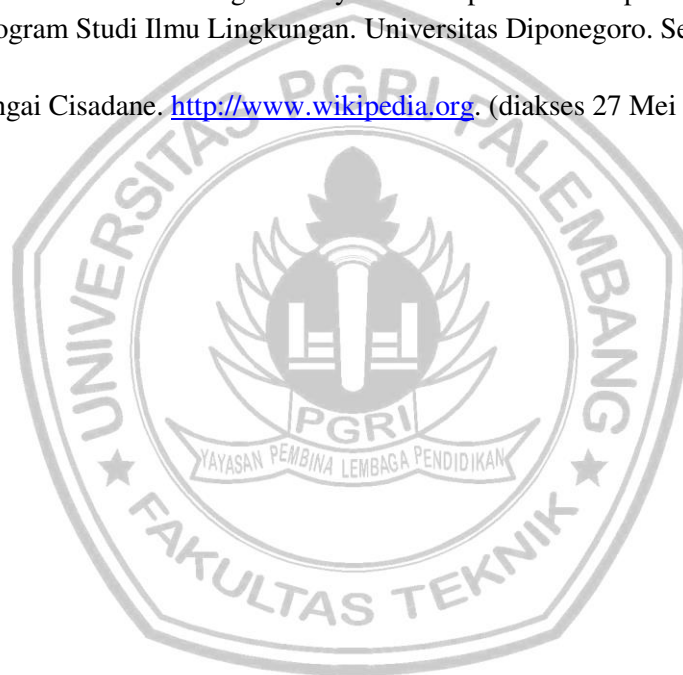 ogram Studi Ilmu Lingkungan. Universitas Diponegoro. Se
ngai Cisadane. http://www.wikipedia.org. (diakses 27 Mei
UNIVERSITAS PGRI PALEMBANG
PGRI
YAYASAN PEMBINA LEMBAGA PENDIDIKAN
★ FAKULTAS TEKNIK ★